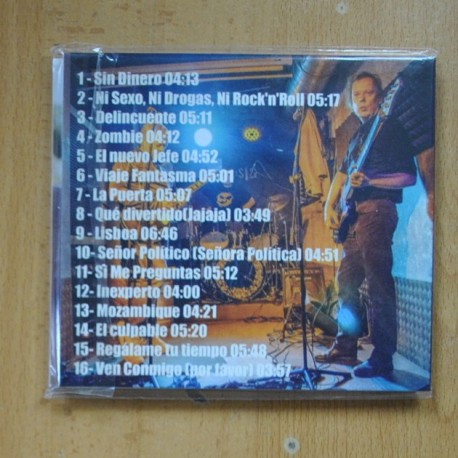 1 - Sin Dinero 04:13
2 - Ni Sexo, Ni Drogas, Ni Rock'n'Roll 05:17
3 - Delincuente 05:11
4 - Zombie 04:12
5 - El nuevo Jefe 04:52
6 - Viaje Fantasma 05:01
7 - La Puerta 05:07
8 - Qué divertido(Jajaja) 03:49
9 - Lisboa 06:46
10- Señor Político (Señora Política) 04:51
11- Sì Me Preguntas 05:12
12- Inexperto 04:00
13- Mozambique 04:21
14- El culpable 05:20
15- Regálame tu tiempo 05:48
16- Ven Conmigo (por favor) 03:57